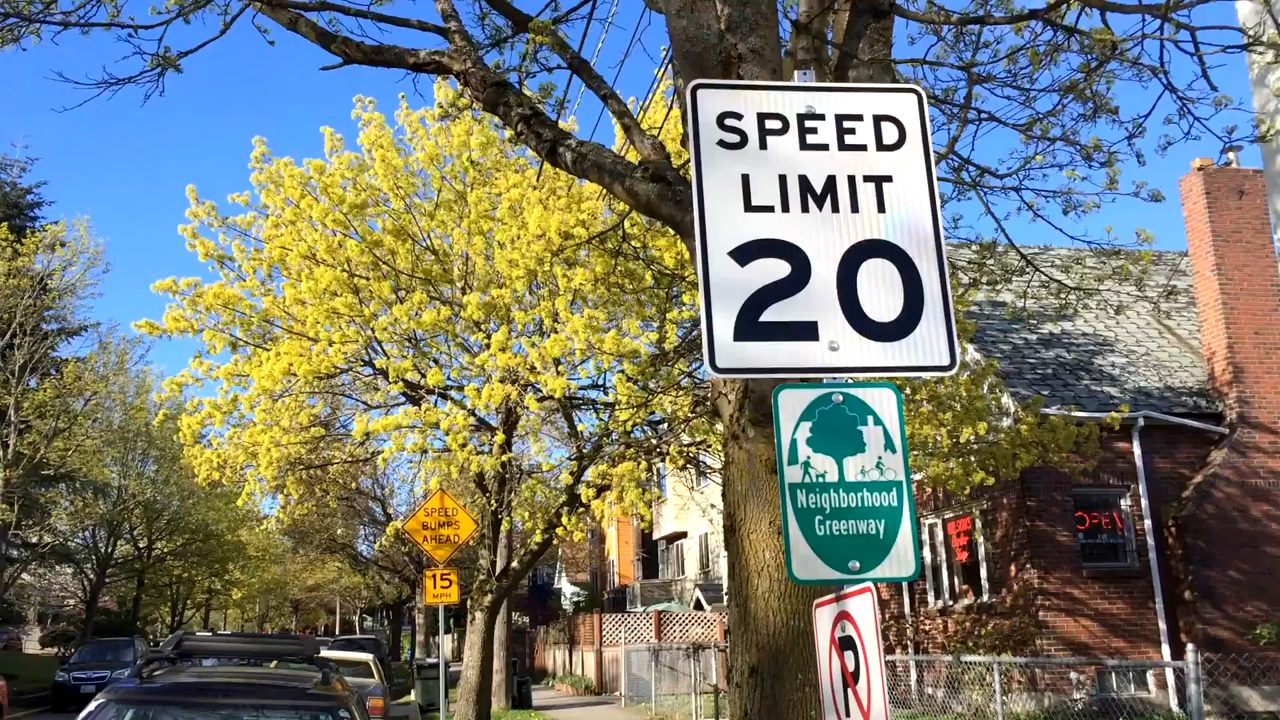 SPEED
LIMIT
20
Neighborhood
Greenway
P
SPEED
BUMPS
AHEAD
15
MPH
OPEN